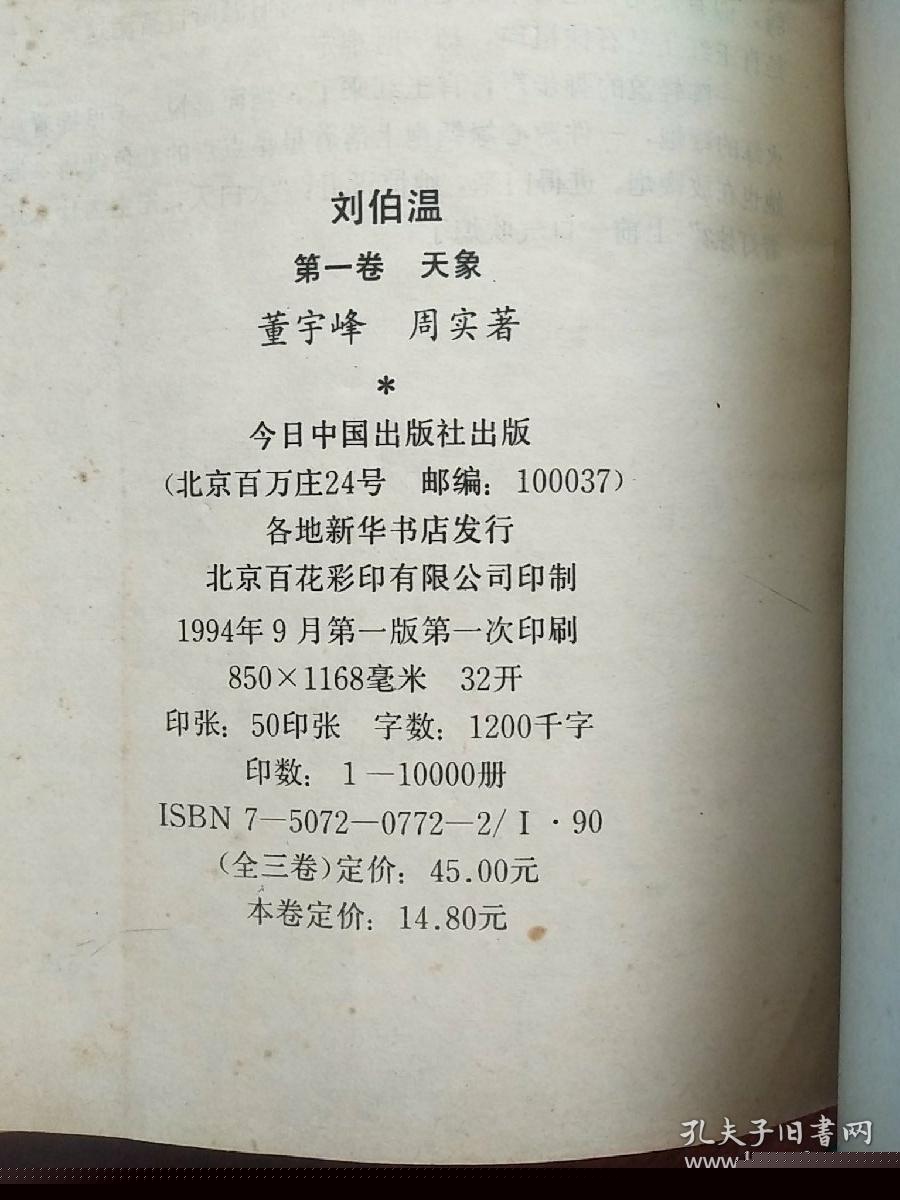 刘伯温
第一卷 天象
董宇峰 周实著
*
今日中国出版社出版
(北京百万庄24号 邮编：100037)
各地新华书店发行
北京百花彩印有限公司印制
1994年9月第一版第一次印刷
850×1168毫米 32开
印张：50印张 字数：1200千字
印数：1—10000册
ISBN 7—5072—0772—2/I·90
(全三卷)定价：45.00元
本卷定价：14.80元
孔夫子旧书网